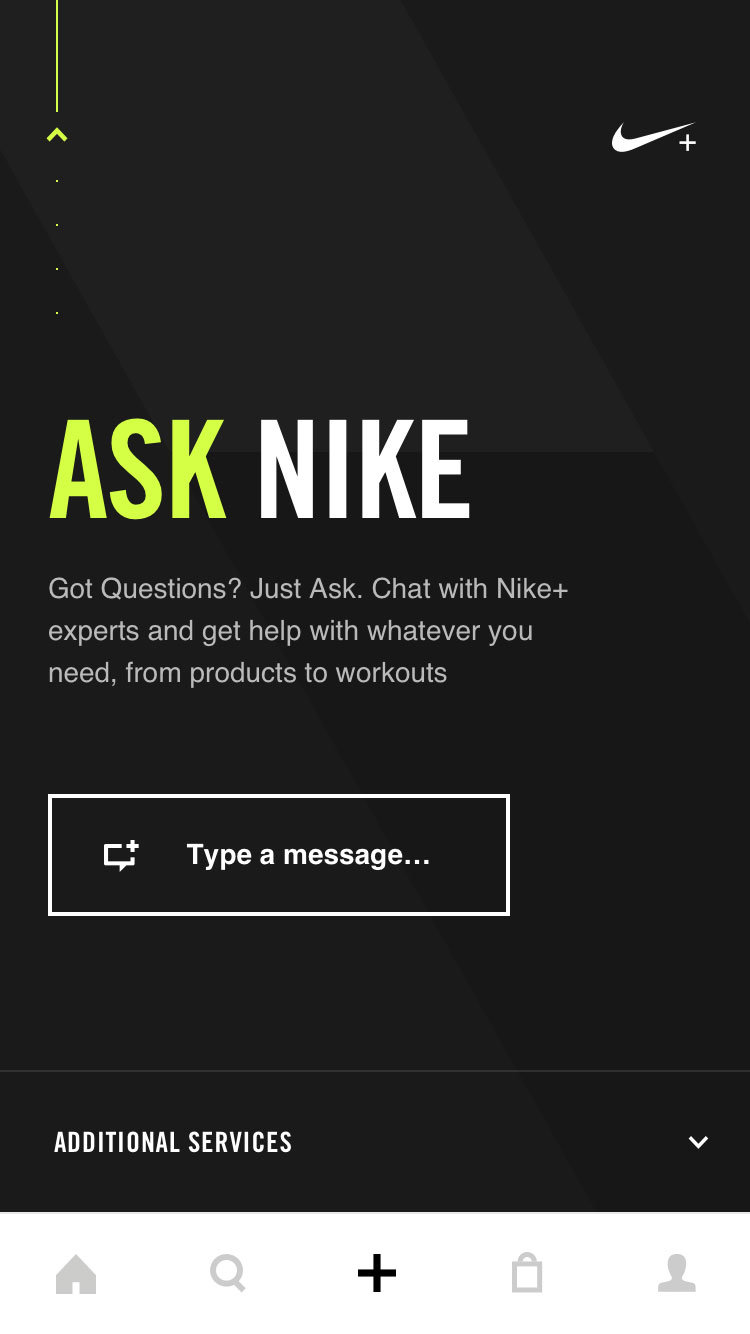 ASK NIKE
Got Questions? Just Ask. Chat with Nike+
experts and get help with whatever you
need, from products to workouts
Type a message...
ADDITIONAL SERVICES